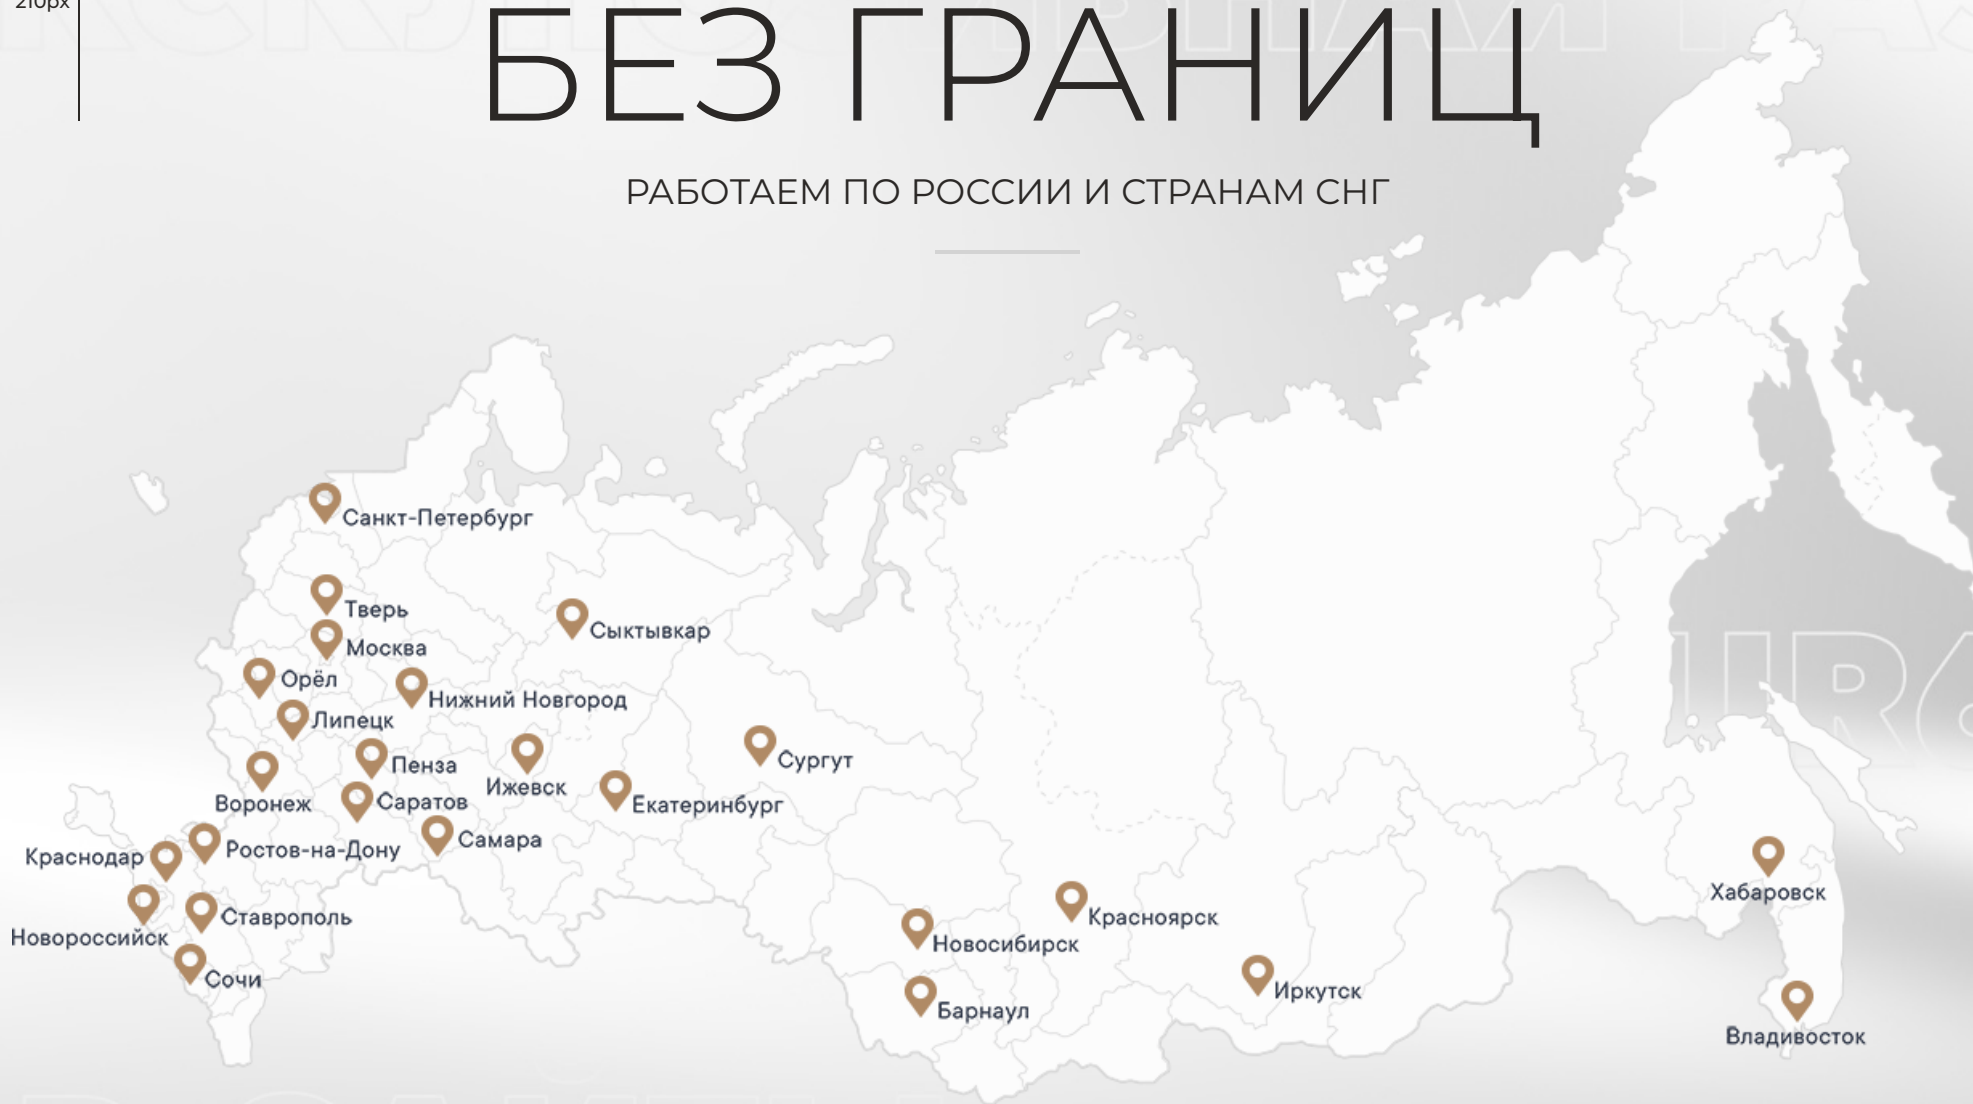 210px
БЕЗ ГРАНИЦ
РАБОТАЕМ ПО РОССИИ И СТРАНАМ СНГ
Санкт-Петербург
Тверь
Сыктывкар
Москва
Орёл
Нижний Новгород
Липецк
Сургут
Пенза
Ижевск
Воронеж
Саратов
Екатеринбург
Самара
Краснодар
Ростов-на-Дону
Хабаровск
Ставрополь
Красноярск
Новороссийск
Новосибирск
Сочи
Иркутск
Барнаул
Владивосток